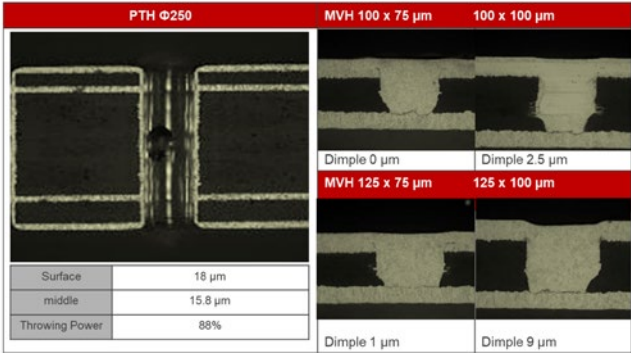 PTH Φ250
Surface 18 µm
middle 15.8 µm
Throwing Power 88%
MVH 100 x 75 µm 100 x 100 µm
Dimple 0 µm Dimple 2.5 µm
MVH 125 x 75 µm 125 x 100 µm
Dimple 1 µm Dimple 9 µm